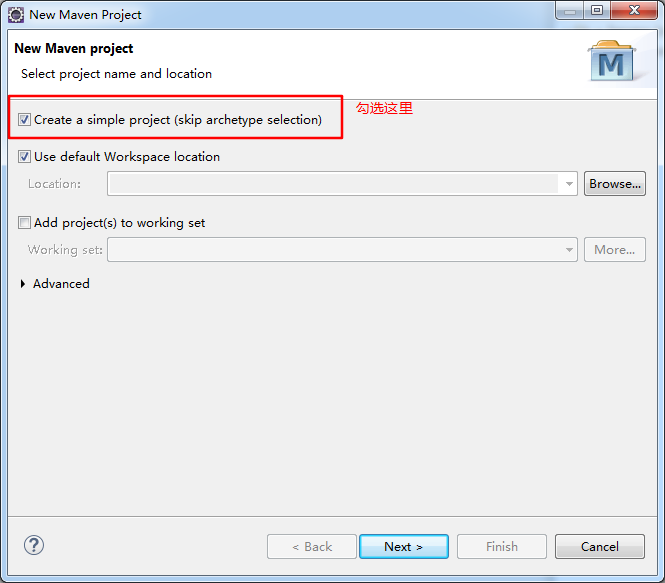 New Maven Project
New Maven project
Select project name and location
M
Create a simple project (skip archetype selection)
勾选这里
Use default Workspace location
Location:
Browse...
Add project(s) to working set
Working set:
More...
Advanced
?
< Back
Next >
Finish
Cancel